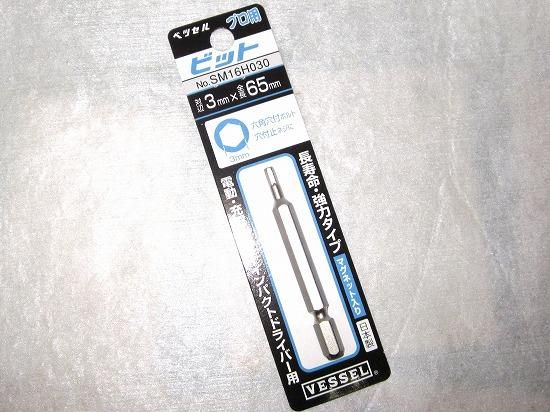 ベッセル プロ用
ビット
No.SM16H030
対辺3mm×全長65mm
六角穴付ボルト
穴付止ネジに
3mm
長寿命・強力タイプ
マグネット入り
日本製
インパクトドライバー用
電動・充
VESSEL®